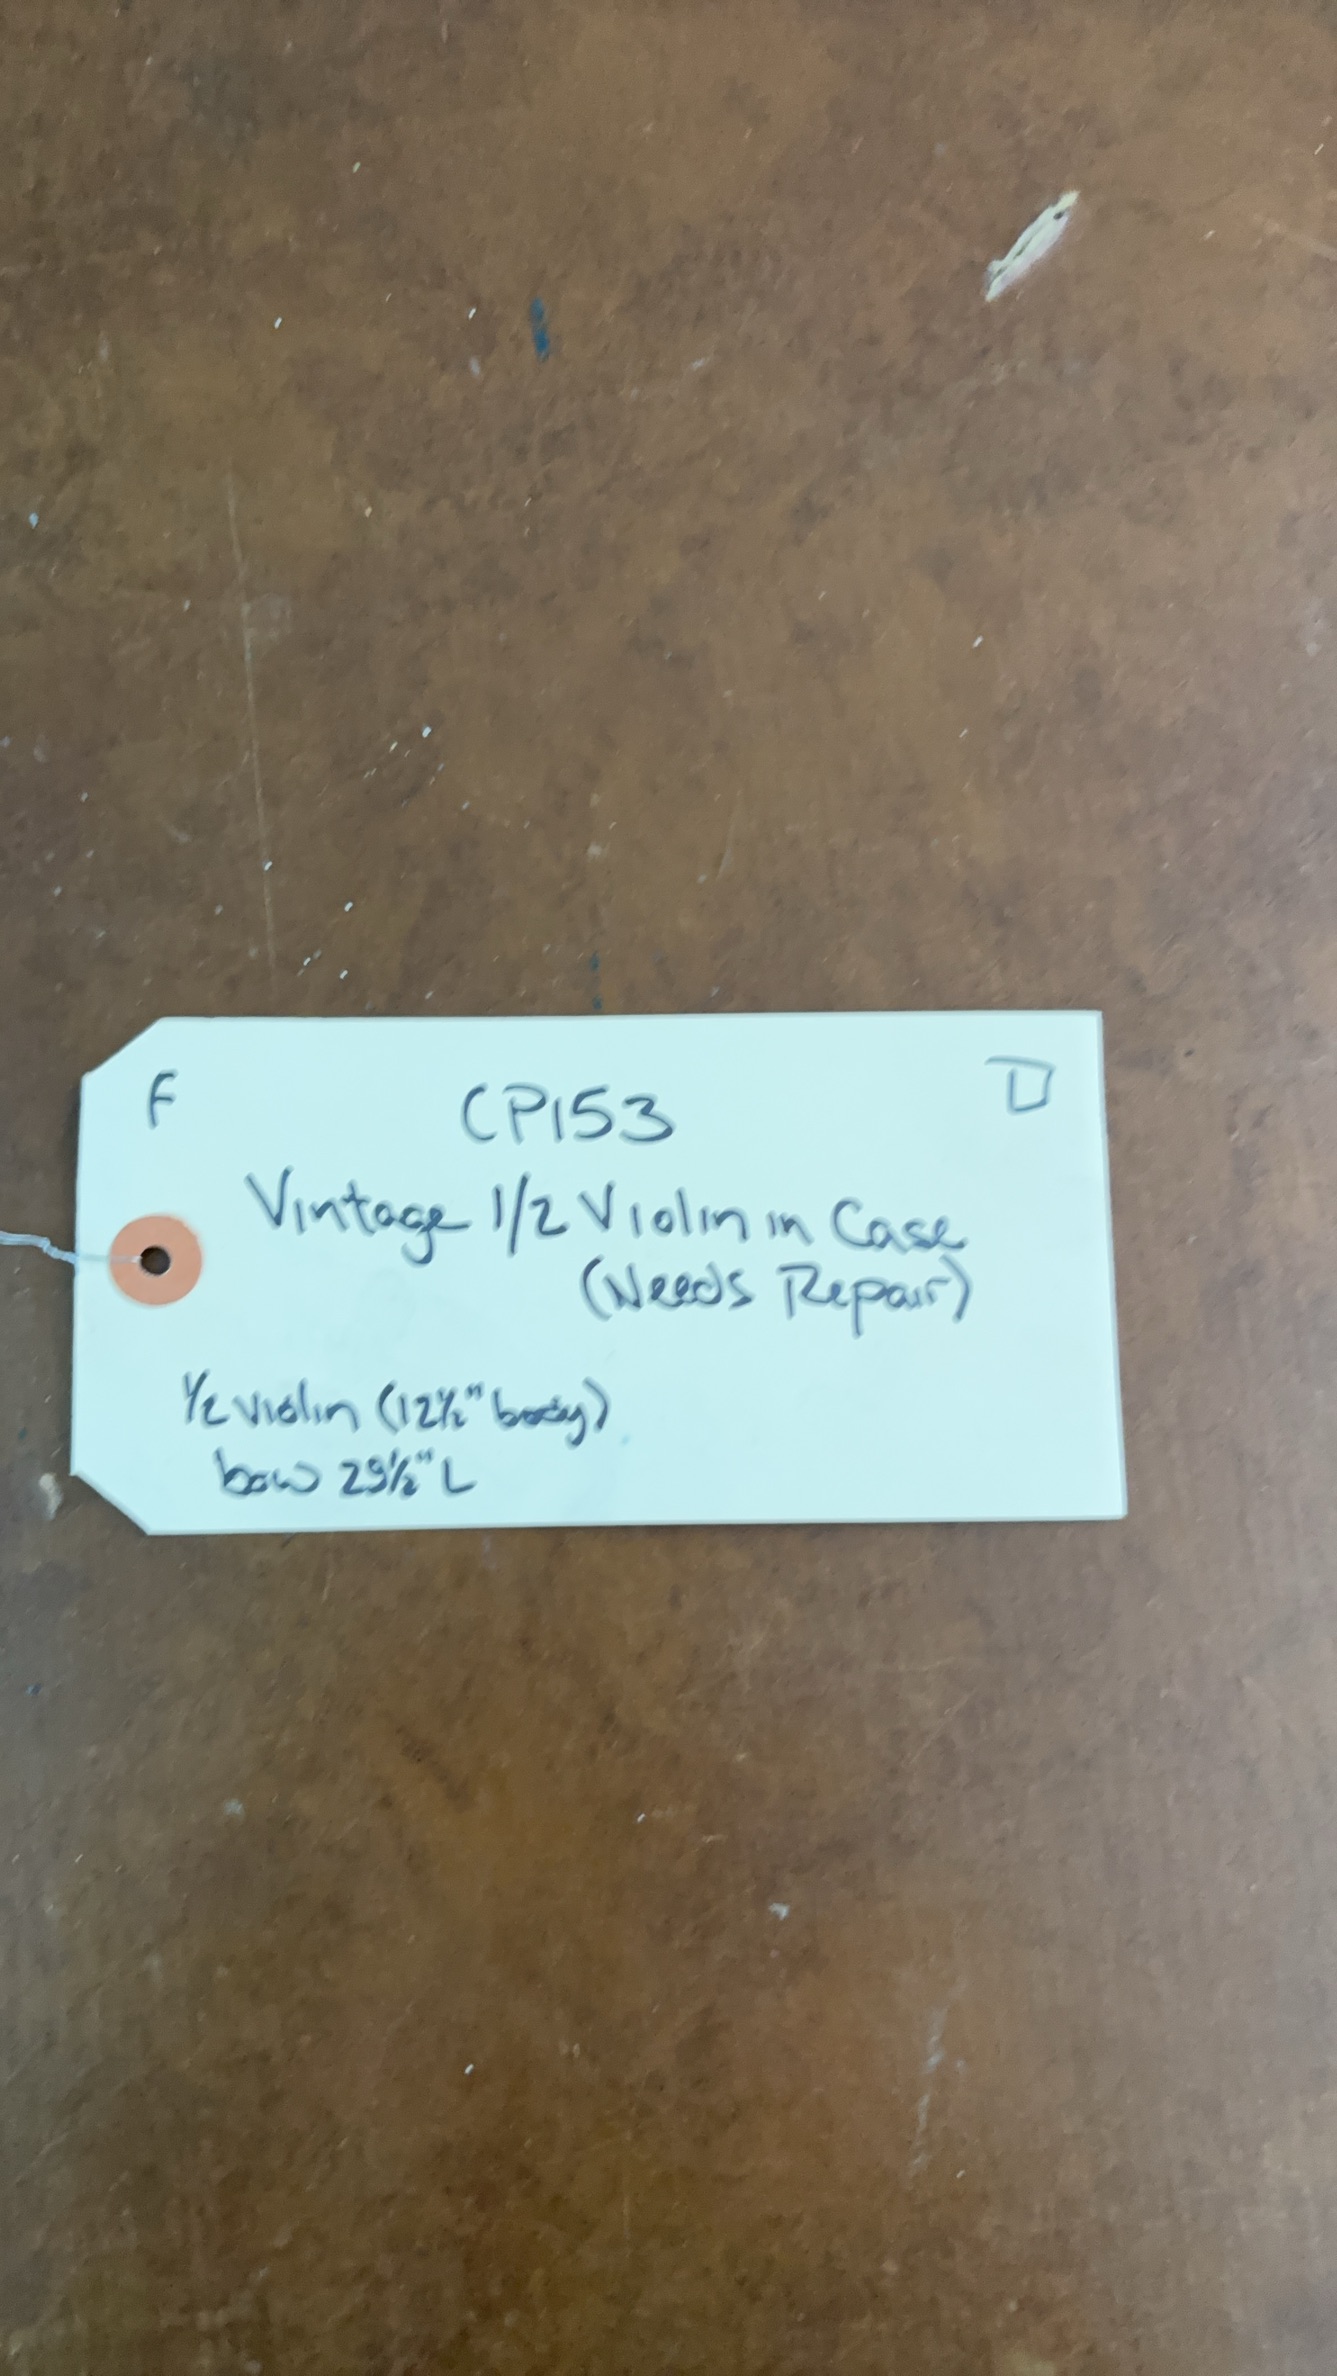 F CP153 D
Vintage 1/2 Violin in Case
(Needs Repair)
1/2 violin (12½" body)
bow 29½" L